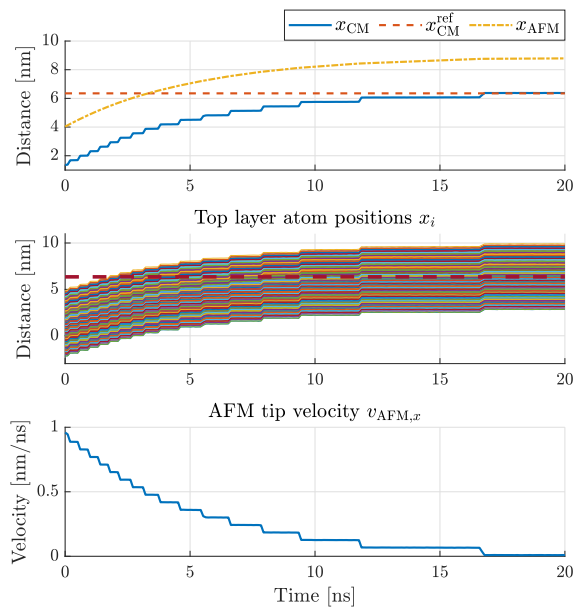 x_CM x_CM^ref x_AFM
Distance [nm]
10
8
6
4
2
0 5 10 15 20
Top layer atom positions x_i
Distance [nm]
10
5
0
0 5 10 15 20
AFM tip velocity v_AFM,x
Velocity [nm/ns]
1
0.5
0
0 5 10 15 20
Time [ns]